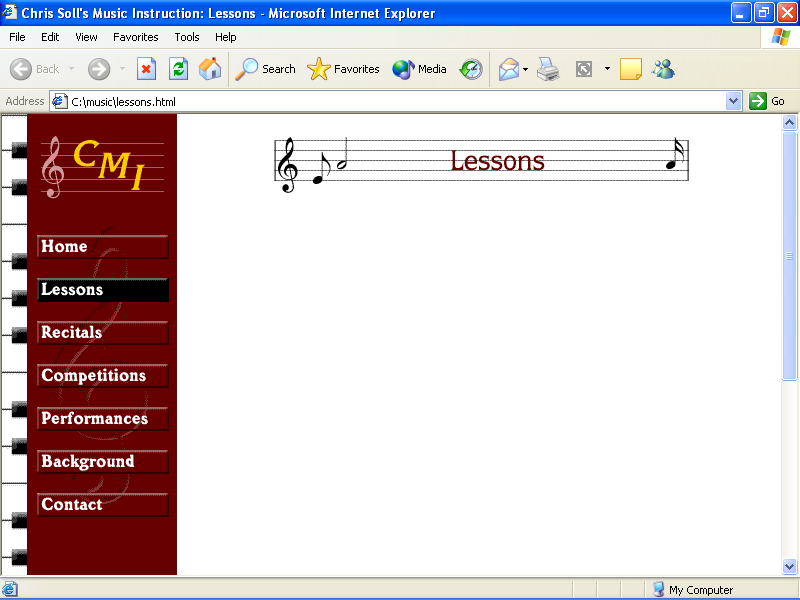 Chris Soll's Music Instruction: Lessons - Microsoft Internet Explorer
File Edit View Favorites Tools Help
Back Search Favorites Media
Address C:\music\lessons.html Go
CMI
Lessons
Home
Lessons
Recitals
Competitions
Performances
Background
Contact
My Computer